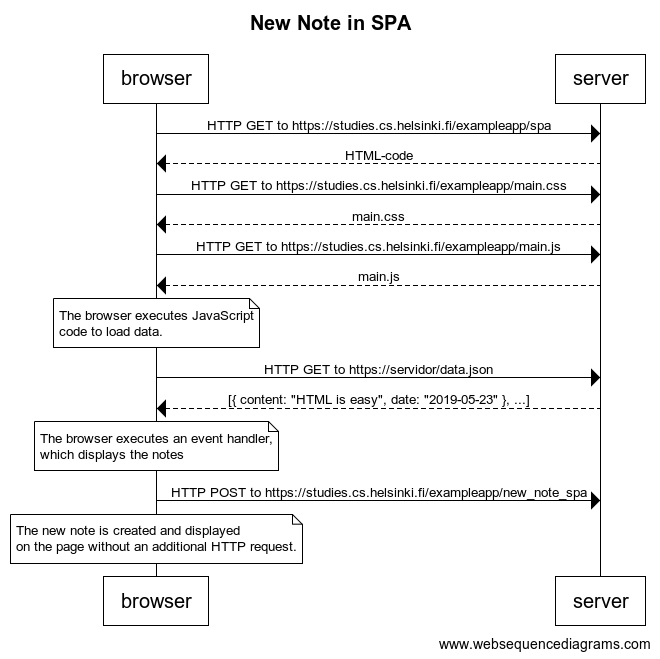 New Note in SPA
browser
server
HTTP GET to https://studies.cs.helsinki.fi/exampleapp/spa
HTML-code
HTTP GET to https://studies.cs.helsinki.fi/exampleapp/main.css
main.css
HTTP GET to https://studies.cs.helsinki.fi/exampleapp/main.js
main.js
The browser executes JavaScript
code to load data.
HTTP GET to https://servidor/data.json
[{ content: "HTML is easy", date: "2019-05-23" }, ...]
The browser executes an event handler,
which displays the notes
HTTP POST to https://studies.cs.helsinki.fi/exampleapp/new_note_spa
The new note is created and displayed
on the page without an additional HTTP request.
browser
server
www.websequencediagrams.com